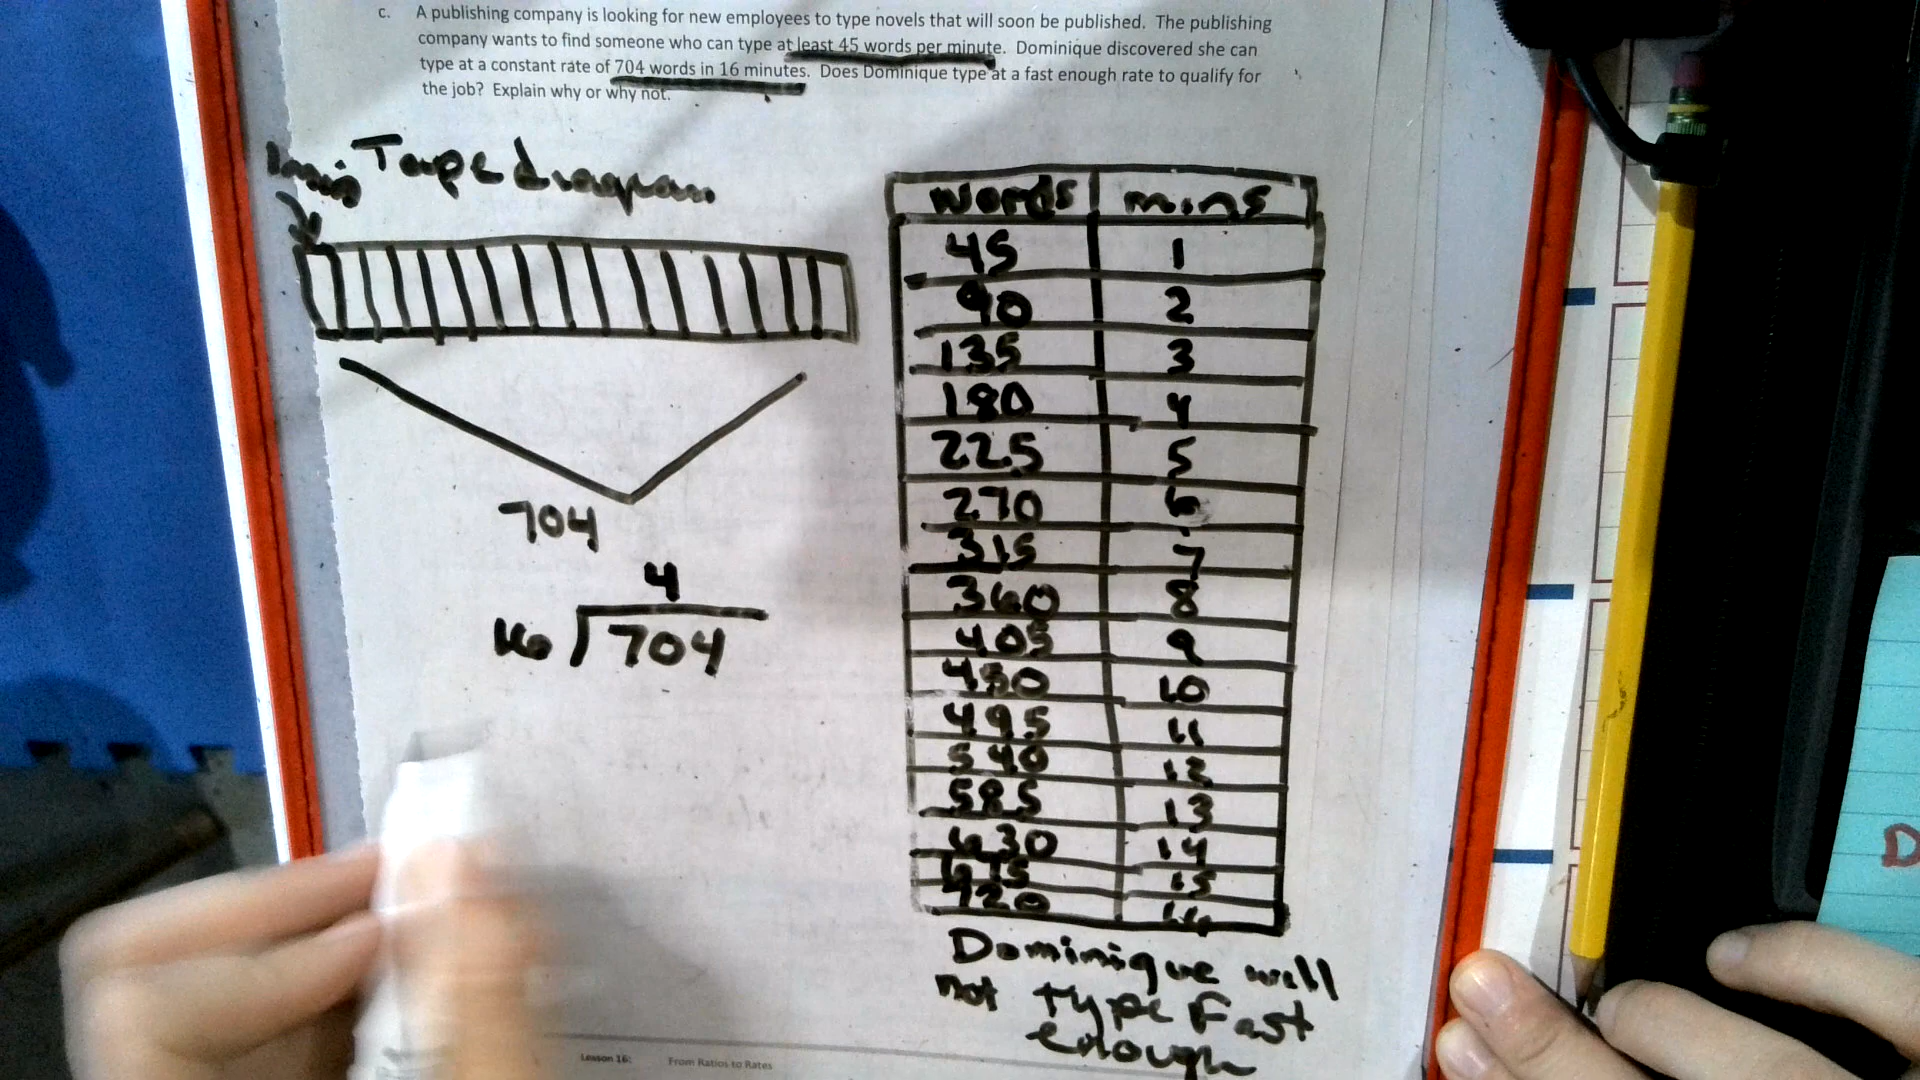 c. A publishing company is looking for new employees to type novels that will soon be published. The publishing
company wants to find someone who can type at least 45 words per minute. Dominique discovered she can
type at a constant rate of 704 words in 16 minutes. Does Dominique type at a fast enough rate to qualify for
the job? Explain why or why not.
Tape diagram
704
4
16 704
words mins
45 1
90 2
135 3
180 4
225 5
270 6
315 7
360 8
405 9
450 10
495 11
540 12
585 13
630 14
675 15
720 16
Dominique will
not type Fast
enough
Lesson 16: From Ratios to Rates
D